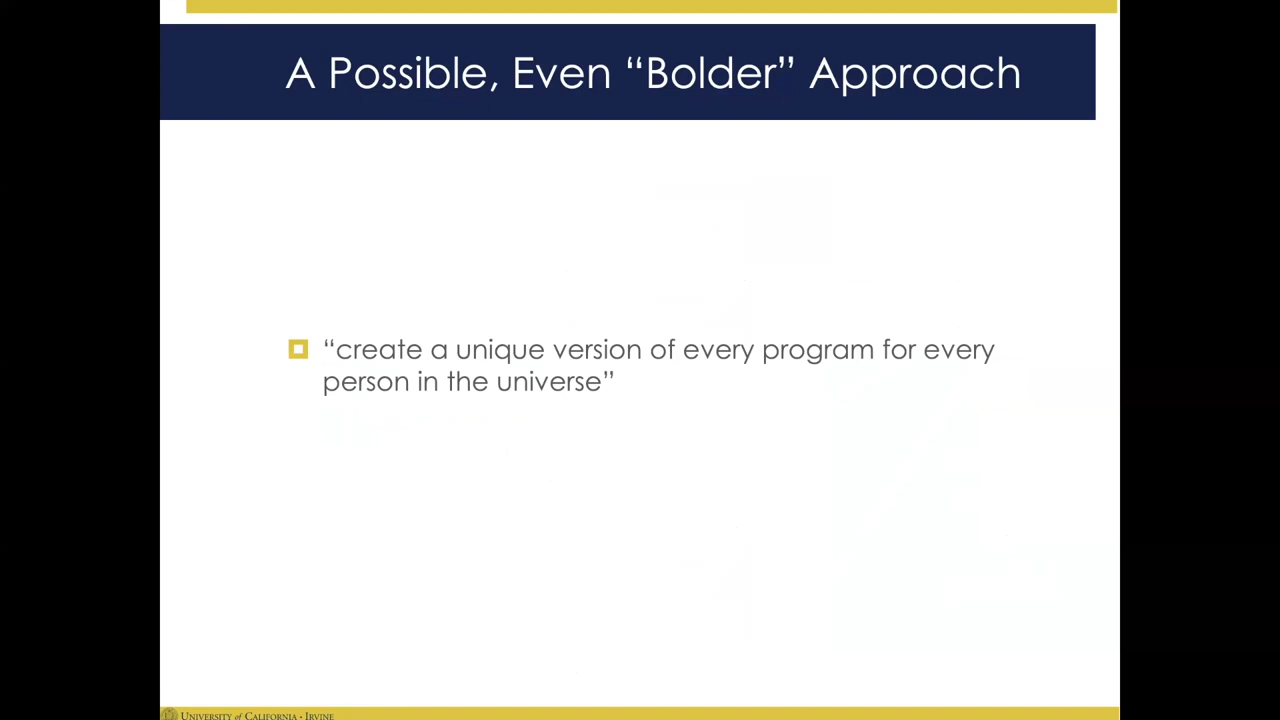 A Possible, Even “Bolder” Approach
“create a unique version of every program for every
person in the universe”
UNIVERSITY of CALIFORNIA • IRVINE